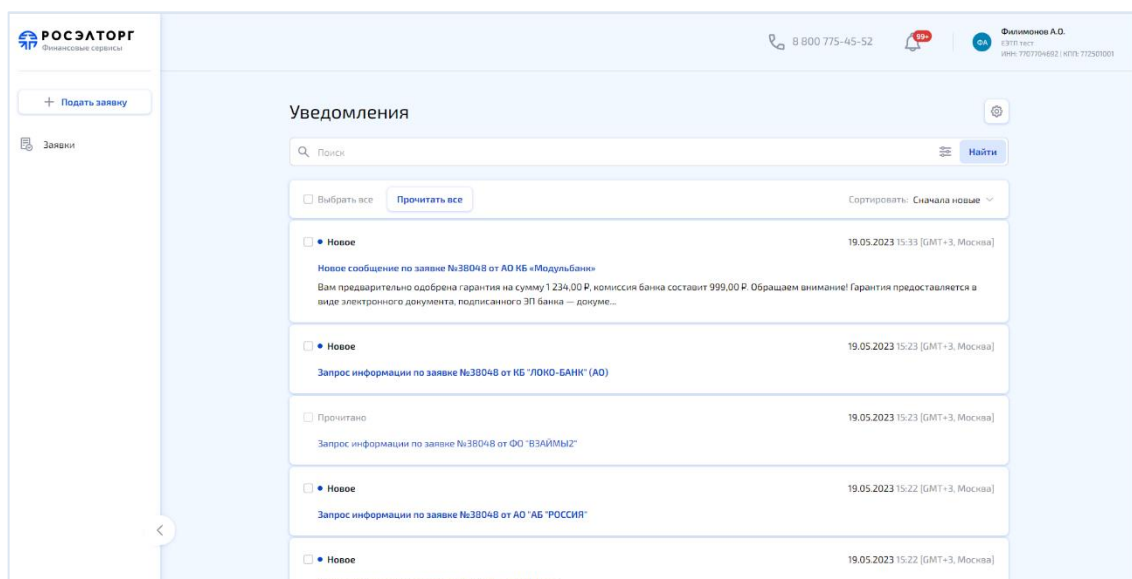 РОСЭЛТОРГ
Финансовые сервисы
8 800 775-45-52
99+
ФА
Филимонов А.О.
ЕЭТП тест
ИНН: 7707704692 | КПП: 772501001
Подать заявку
Заявки
Уведомления
Поиск
Найти
Выбрать все
Прочитать все
Сортировать: Сначала новые
Новое
19.05.2023 15:33 [GMT+3, Москва]
Новое сообщение по заявке №38048 от АО КБ «Модульбанк»
Вам предварительно одобрена гарантия на сумму 1 234,00 ₽, комиссия банка составит 999,00 ₽. Обращаем внимание! Гарантия предоставляется в
виде электронного документа, подписанного ЭП банка — докуме...
Новое
19.05.2023 15:23 [GMT+3, Москва]
Запрос информации по заявке №38048 от КБ "ЛОКО-БАНК" (АО)
Прочитано
19.05.2023 15:23 [GMT+3, Москва]
Запрос информации по заявке №38048 от ФО "ВЗАЙМЫ2"
Новое
19.05.2023 15:22 [GMT+3, Москва]
Запрос информации по заявке №38048 от АО "АБ "РОССИЯ"
Новое
19.05.2023 15:22 [GMT+3, Москва]